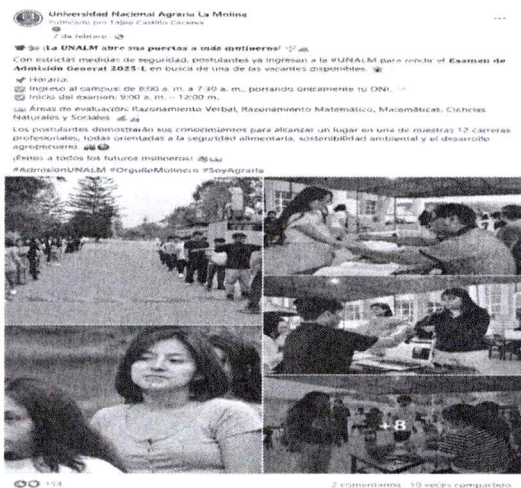 Universidad Nacional Agraria La Molina
Publicado por Fabio Castillo Cáceres
2 de febrero
¡La UNALM abre sus puertas a más molineros!
Con estrictas medidas de seguridad, postulantes ya ingresan a la #UNALM para rendir el Examen de
Admisión General 2025-I, en busca de una de las vacantes disponibles.
Horario:
Ingreso al campus: de 6:00 a. m. a 7:30 a. m., portando únicamente tu DNI.
Inicio del examen: 9:00 a. m. – 12:00 m.
Áreas de evaluación: Razonamiento Verbal, Razonamiento Matemático, Matemáticas, Ciencias
Naturales y Sociales
Los postulantes demostrarán sus conocimientos para alcanzar un lugar en una de nuestras 12 carreras
profesionales, todas orientadas a la seguridad alimentaria, sostenibilidad ambiental y el desarrollo
agropecuario.
¡Éxitos a todos los futuros molineros!
#AdmisionUNALM #OrgulloMolinero #SoyAgraria
+8
2 comentarios 10 veces compartido